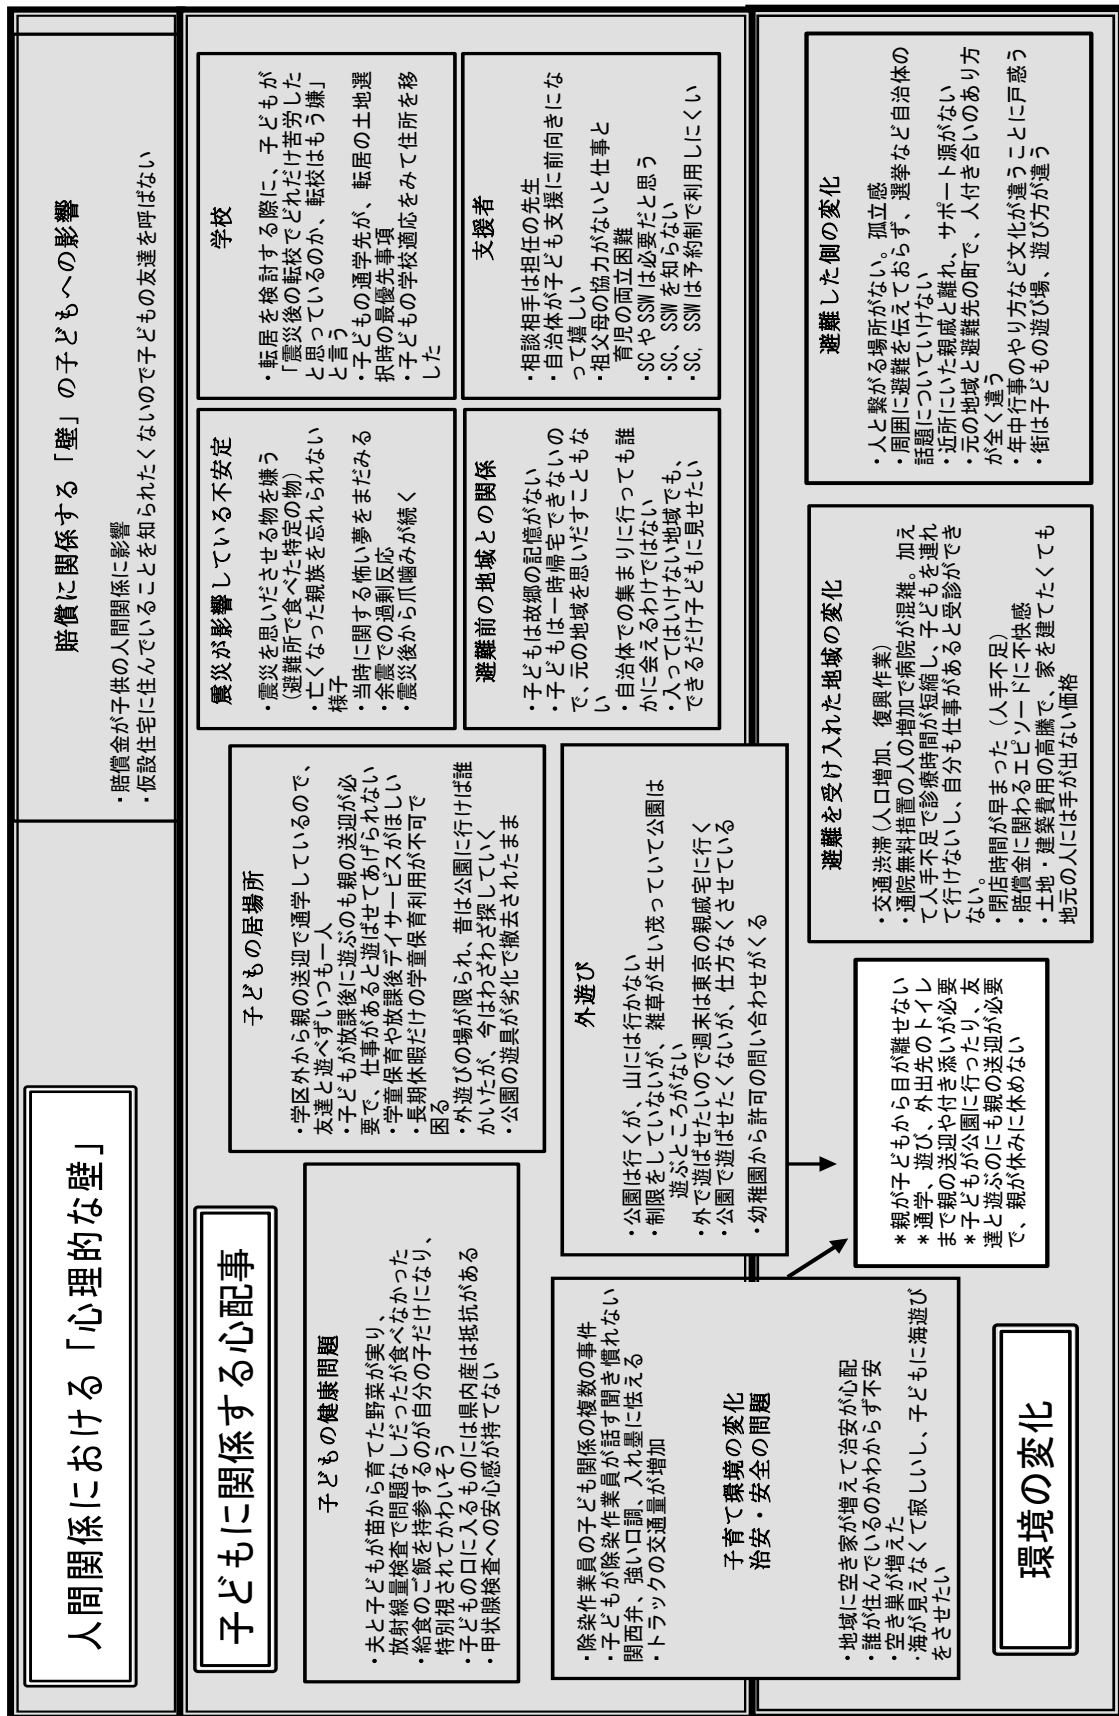 人間関係における「心理的な壁」
賠償に関係する「壁」の子どもへの影響
・賠償金が子供の人間関係に影響
・仮設住宅に住んでいることを知られたくないので子どもの友達を呼ばない
子どもに関係する心配事
子どもの健康問題
・夫と子どもが苗から育てた野菜が実り、
放射線量検査で問題なしだったが食べなかった
・給食のご飯を持参するのが自分の子だけになり、
特別視されてかわいそう
・子どもの口に入るものには県内産は抵抗がある
・甲状腺検査への安心感が持てない
子どもの居場所
・学区外から親の送迎で通学しているので、
友達と遊べずいつも一人
・子どもが放課後に遊ぶのも親の送迎が必
要で、仕事があると遊ばせてあげられない
・学童保育や放課後デイサービスがほしい
・長期休暇だけの学童保育利用が不可で
困る
・外遊びの場が限られ、昔は公園に行けば誰
かいたが、今はわざわざ探していく
・公園の遊具が劣化で撤去されたまま
震災が影響している不安定
・震災を思いださせる物を嫌う
(避難所で食べた特定の物)
・亡くなった親族を忘れられない
様子
・当時に関する怖い夢をまだみる
・余震での過剰反応
・震災後から爪噛みが続く
学校
・転居を検討する際に、子どもが
「震災後の転校でどれだけ苦労した
と思っているのか、転校はもう嫌」
と言う
・子どもの通学先が、転居の土地選
択時の最優先事項
・子どもの学校適応をみて住所を移
した
避難前の地域との関係
・子どもは故郷の記憶がない
・子どもは一時帰宅できないの
で、元の地域を思いだすこともな
い
・自治体での集まりに行っても誰
かに会えるわけではない
・入ってはいけない地域でも、
できるだけ子どもに見せたい
支援者
・相談相手は担任の先生
・自治体が子ども支援に前向きにな
って嬉しい
・祖父母の協力がないと仕事と
育児の両立困難
・SCやSSWは必要だと思う
・SC、SSWを知らない
・SC, SSWは予約制で利用しにくい
外遊び
・公園は行くが、山には行かない
・制限をしていないが、雑草が生い茂っていて公園は
遊ぶところがない
・外で遊ばせたいので週末は東京の親戚宅に行く
・公園で遊ばせたくないが、仕方なくさせている
・幼稚園から許可の問い合わせがくる
・除染作業員の子ども関係の複数の事件
・子どもが除染作業員が話す聞き慣れない
関西弁、強い口調、入れ墨に怯える
・トラックの交通量が増加
子育て環境の変化
治安・安全の問題
・地域に空き家が増えて治安が心配
・誰が住んでいるのかわからず不安
・空き巣が増えた
・海が見えなくて寂しいし、子どもに海遊び
をさせたい
＊親が子どもから目が離せない
＊通学、遊び、外出先のトイレ
まで親の送迎や付き添いが必要
＊子どもが公園に行ったり、友
達と遊ぶのにも親の送迎が必要
で、親が休みに休めない
環境の変化
避難を受け入れた地域の変化
・交通渋滞(人口増加、復興作業)
・通院無料措置の人の増加で病院が混雑。加え
て人手不足で診療時間が短縮し、子どもを連れ
て行けないし、自分も仕事があると受診ができ
ない。
・閉店時間が早まった（人手不足）
・賠償金に関わるエピソードに不快感
・土地・建築費用の高騰で、家を建てたくても
地元の人には手が出ない価格
避難した側の変化
・人と繋がる場所がない。孤立感
・周囲に避難を伝えておらず、選挙など自治体の
話題についていけない
・近所にいた親戚と離れ、サポート源がない
・元の地域と避難先の町で、人付き合いのあり方
が全く違う
・年中行事のやり方など文化が違うことに戸惑う
・街は子どもの遊び場、遊び方が違う